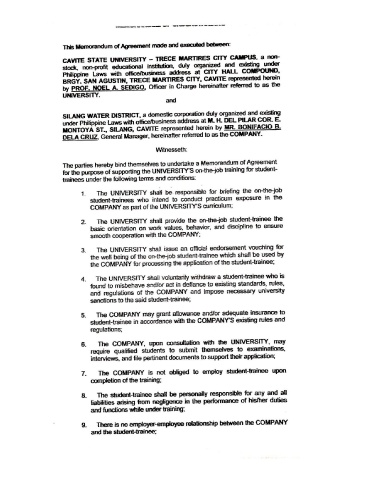 This Memorandum of Agreement made and executed between:
CAVITE STATE UNIVERSITY – TRECE MARTIRES CITY CAMPUS, a non-
stock, non-profit educational institution, duly organized and existing under
Philippine Laws with office/business address at CITY HALL COMPOUND,
BRGY. SAN AGUSTIN, TRECE MARTIRES CITY, CAVITE represented herein
by PROF. NOEL A. SEDIGO, Officer in Charge hereinafter referred to as the
UNIVERSITY.
and
SILANG WATER DISTRICT, a domestic corporation duly organized and existing
under Philippine Laws with office/business address at M. H. DEL PILAR COR. E.
MONTOYA ST., SILANG, CAVITE represented herein by MR. BONIFACIO B.
DELA CRUZ, General Manager, hereinafter referred to as the COMPANY.
Witnesseth:
The parties hereby bind themselves to undertake a Memorandum of Agreement
for the purpose of supporting the UNIVERSITY'S on-the-job training for student-
trainees under the following terms and conditions:
1. The UNIVERSITY shall be responsible for briefing the on-the-job
student-trainees who intend to conduct practicum exposure in the
COMPANY as part of the UNIVERSITY'S curriculum;
2. The UNIVERSITY shall provide the on-the-job student-trainee the
basic orientation on work values, behavior, and discipline to ensure
smooth cooperation with the COMPANY;
3. The UNIVERSITY shall issue an official endorsement vouching for
the well being of the on-the-job student-trainee which shall be used by
the COMPANY for processing the application of the student-trainee;
4. The UNIVERSITY shall voluntarily withdraw a student-trainee who is
found to misbehave and/or act in defiance to existing standards, rules,
and regulations of the COMPANY and impose necessary university
sanctions to the said student-trainee;
5. The COMPANY may grant allowance and/or adequate insurance to
student-trainee in accordance with the COMPANY'S existing rules and
regulations;
6. The COMPANY, upon consultation with the UNIVERSITY, may
require qualified students to submit themselves to examinations,
interviews, and file pertinent documents to support their application;
7. The COMPANY is not obliged to employ student-trainee upon
completion of the training;
8. The student-trainee shall be personally responsible for any and all
liabilities arising from negligence in the performance of his/her duties
and functions while under training;
9. There is no employer-employee relationship between the COMPANY
and the student-trainee;